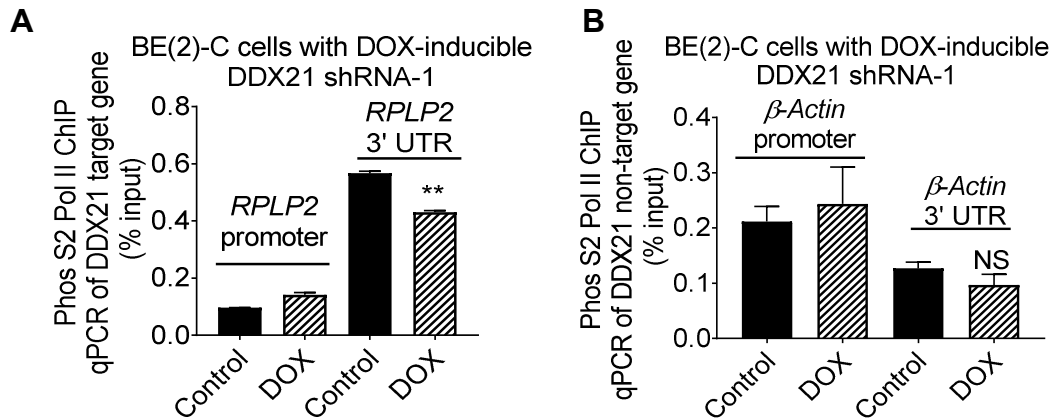 A
BE(2)-C cells with DOX-inducible
DDX21 shRNA-1
Phos S2 Pol II ChIP
qPCR of DDX21 target gene
(% input)
0.8
0.6
0.4
0.2
0.0
RPLP2
promoter
RPLP2
3' UTR
**
Control
DOX
Control
DOX
B
BE(2)-C cells with DOX-inducible
DDX21 shRNA-1
Phos S2 Pol II ChIP
qPCR of DDX21 non-target gene
(% input)
0.4
0.3
0.2
0.1
0.0
β-Actin
promoter
β-Actin
3' UTR
NS
Control
DOX
Control
DOX